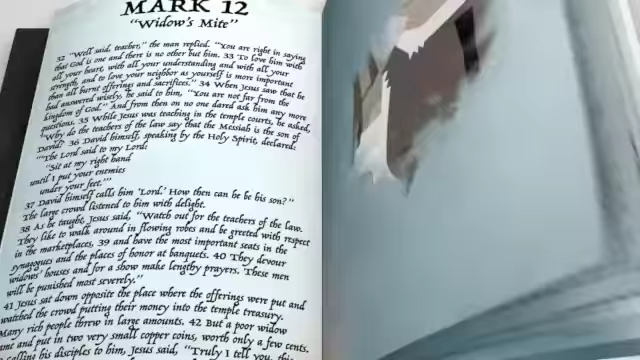 MARK 12
"Widow's Mite"
32 "Well said, teacher," the man replied. "You are right in saying
that God is one and there is no other but him. 33 To love him with
all your heart, with all your understanding and with all your
strength, and to love your neighbor as yourself is more important
than all burnt offerings and sacrifices." 34 When Jesus saw that he
had answered wisely, he said to him, "You are not far from the
kingdom of God." And from then on no one dared ask him any more
questions. 35 While Jesus was teaching in the temple courts, he asked,
"Why do the teachers of the law say that the Messiah is the son of
David? 36 David himself, speaking by the Holy Spirit, declared:
"'The Lord said to my Lord:
"Sit at my right hand
until I put your enemies
under your feet."'
37 David himself calls him 'Lord.' How then can he be his son?"
The large crowd listened to him with delight.
38 As he taught, Jesus said, "Watch out for the teachers of the law.
They like to walk around in flowing robes and be greeted with respect
in the marketplaces, 39 and have the most important seats in the
synagogues and the places of honor at banquets. 40 They devour
widows' houses and for a show make lengthy prayers. These men
will be punished most severely."
41 Jesus sat down opposite the place where the offerings were put and
watched the crowd putting their money into the temple treasury.
Many rich people threw in large amounts. 42 But a poor widow
came and put in two very small copper coins, worth only a few cents.
calling his disciples to him, Jesus said, "Truly I tell you, this